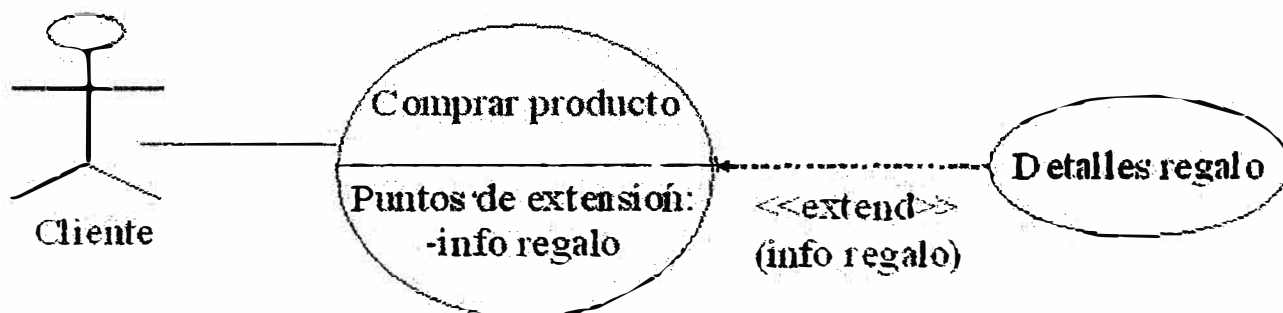 Comprar producto
Puntos de extensión:
-info regalo
Cliente
<<extend>>
(info regalo)
Detalles regalo